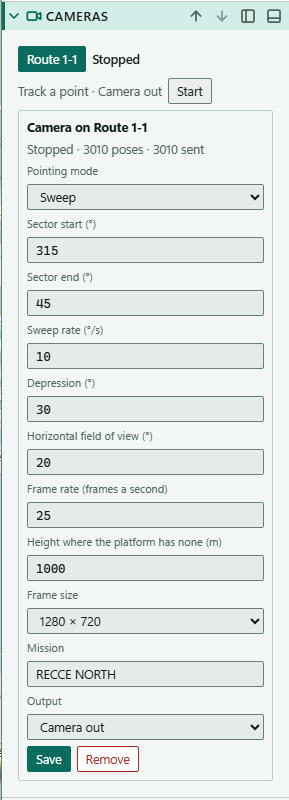 CAMERAS
Route 1-1 Stopped
Track a point · Camera out Start
Camera on Route 1-1
Stopped · 3010 poses · 3010 sent
Pointing mode
Sweep
Sector start (°)
315
Sector end (°)
45
Sweep rate (°/s)
10
Depression (°)
30
Horizontal field of view (°)
20
Frame rate (frames a second)
25
Height where the platform has none (m)
1000
Frame size
1280 × 720
Mission
RECCE NORTH
Output
Camera out
Save Remove